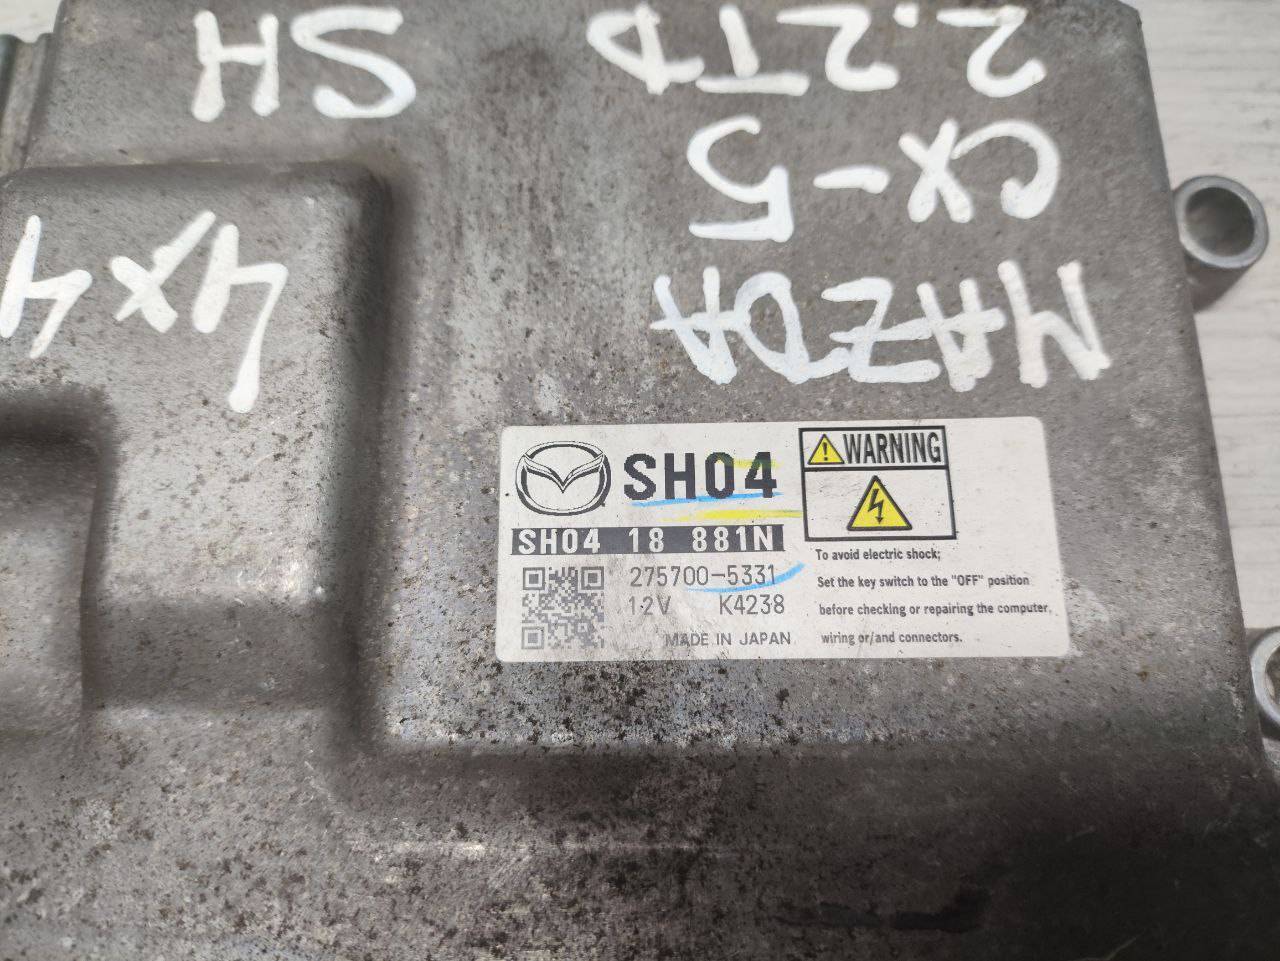 MAZDA
CX-5
2.2TD
SH
4x4
SH04
WARNING
SH04 18 881N
275700-5331
12V K4238
MADE IN JAPAN
To avoid electric shock;
Set the key switch to the "OFF" position
before checking or repairing the computer,
wiring or/and connectors.